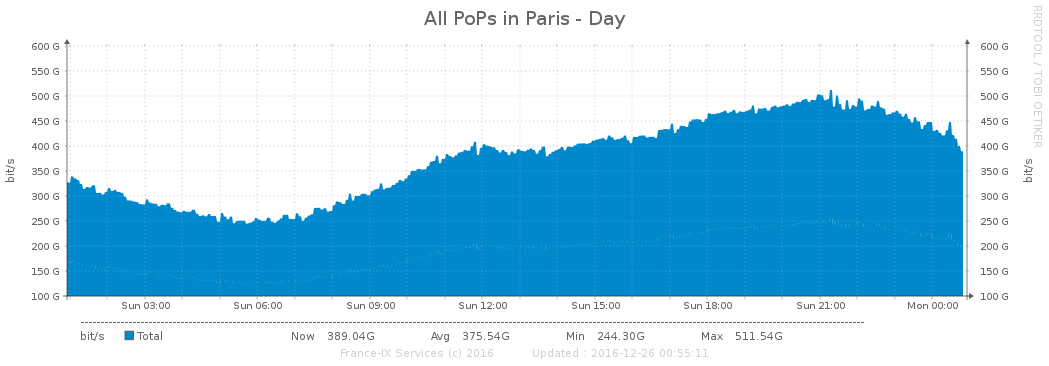 All PoPs in Paris - Day
RRDTOOL / TOBI OETIKER
600 G 600 G
550 G 550 G
500 G 500 G
450 G 450 G
400 G 400 G
350 G 350 G
300 G 300 G
250 G 250 G
200 G 200 G
150 G 150 G
100 G 100 G
bit/s bit/s
Sun 03:00 Sun 06:00 Sun 09:00 Sun 12:00 Sun 15:00 Sun 18:00 Sun 21:00 Mon 00:00
bit/s Total Now 389.04G Avg 375.54G Min 244.30G Max 511.54G
France-IX Services (c) 2016 Updated : 2016-12-26 00:55:11